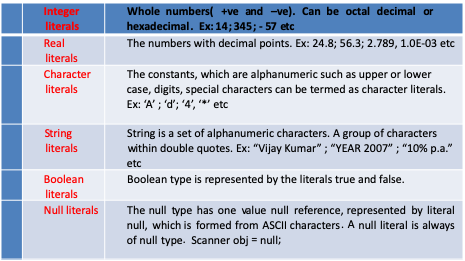 Integer Whole numbers( +ve and –ve). Can be octal decimal or
literals hexadecimal. Ex: 14; 345; - 57 etc
Real The numbers with decimal points. Ex: 24.8; 56.3; 2.789, 1.0E-03 etc
literals
Character The constants, which are alphanumeric such as upper or lower
literals case, digits, special characters can be termed as character literals.
Ex: ‘A’ ; ‘d’; ‘4’, ‘*’ etc
String String is a set of alphanumeric characters. A group of characters
literals within double quotes. Ex: “Vijay Kumar” ; “YEAR 2007” ; “10% p.a.”
etc
Boolean Boolean type is represented by the literals true and false.
literals
Null literals The null type has one value null reference, represented by literal
null, which is formed from ASCII characters. A null literal is always
of null type. Scanner obj = null;